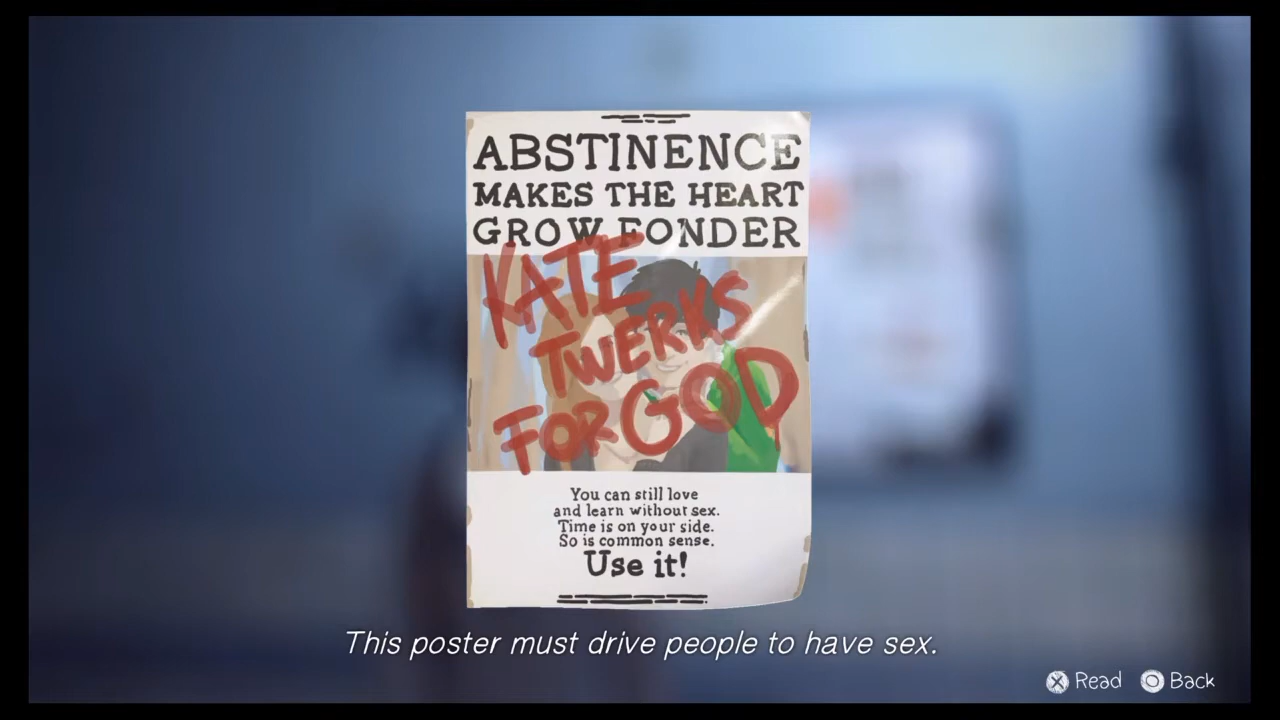 ABSTINENCE
MAKES THE HEART
GROW FONDER
KATE
TWERKS
FOR GOD
You can still love
and learn without sex.
Time is on your side.
So is common sense.
Use it!
This poster must drive people to have sex.
Read
Back